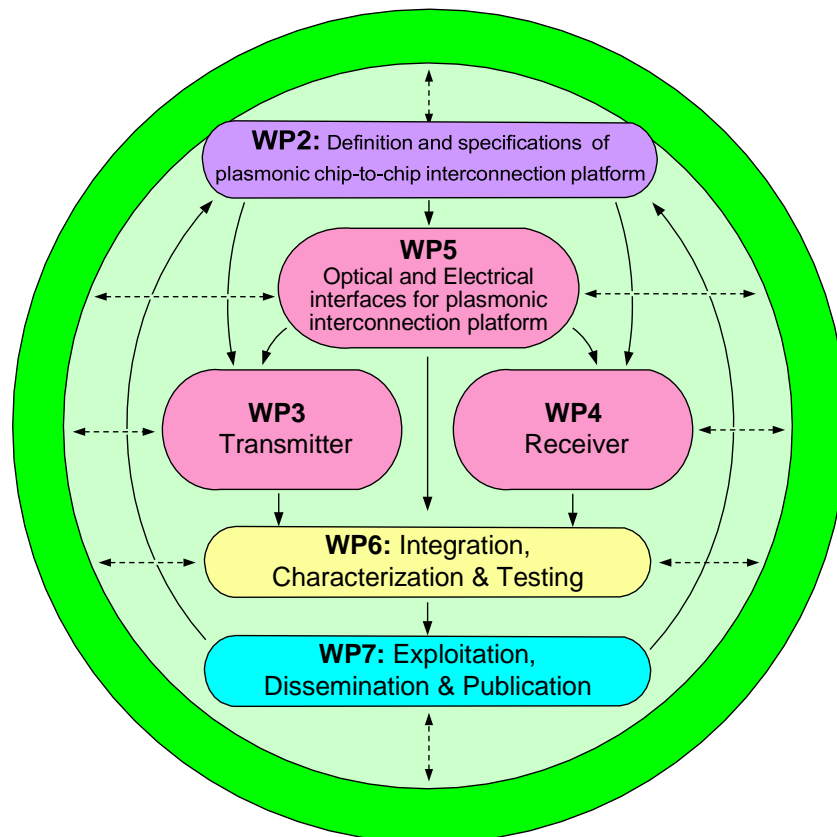 WP2: Definition and specifications of
plasmonic chip-to-chip interconnection platform
WP5
Optical and Electrical
interfaces for plasmonic
interconnection platform
WP3
Transmitter
WP4
Receiver
WP6: Integration,
Characterization & Testing
WP7: Exploitation,
Dissemination & Publication